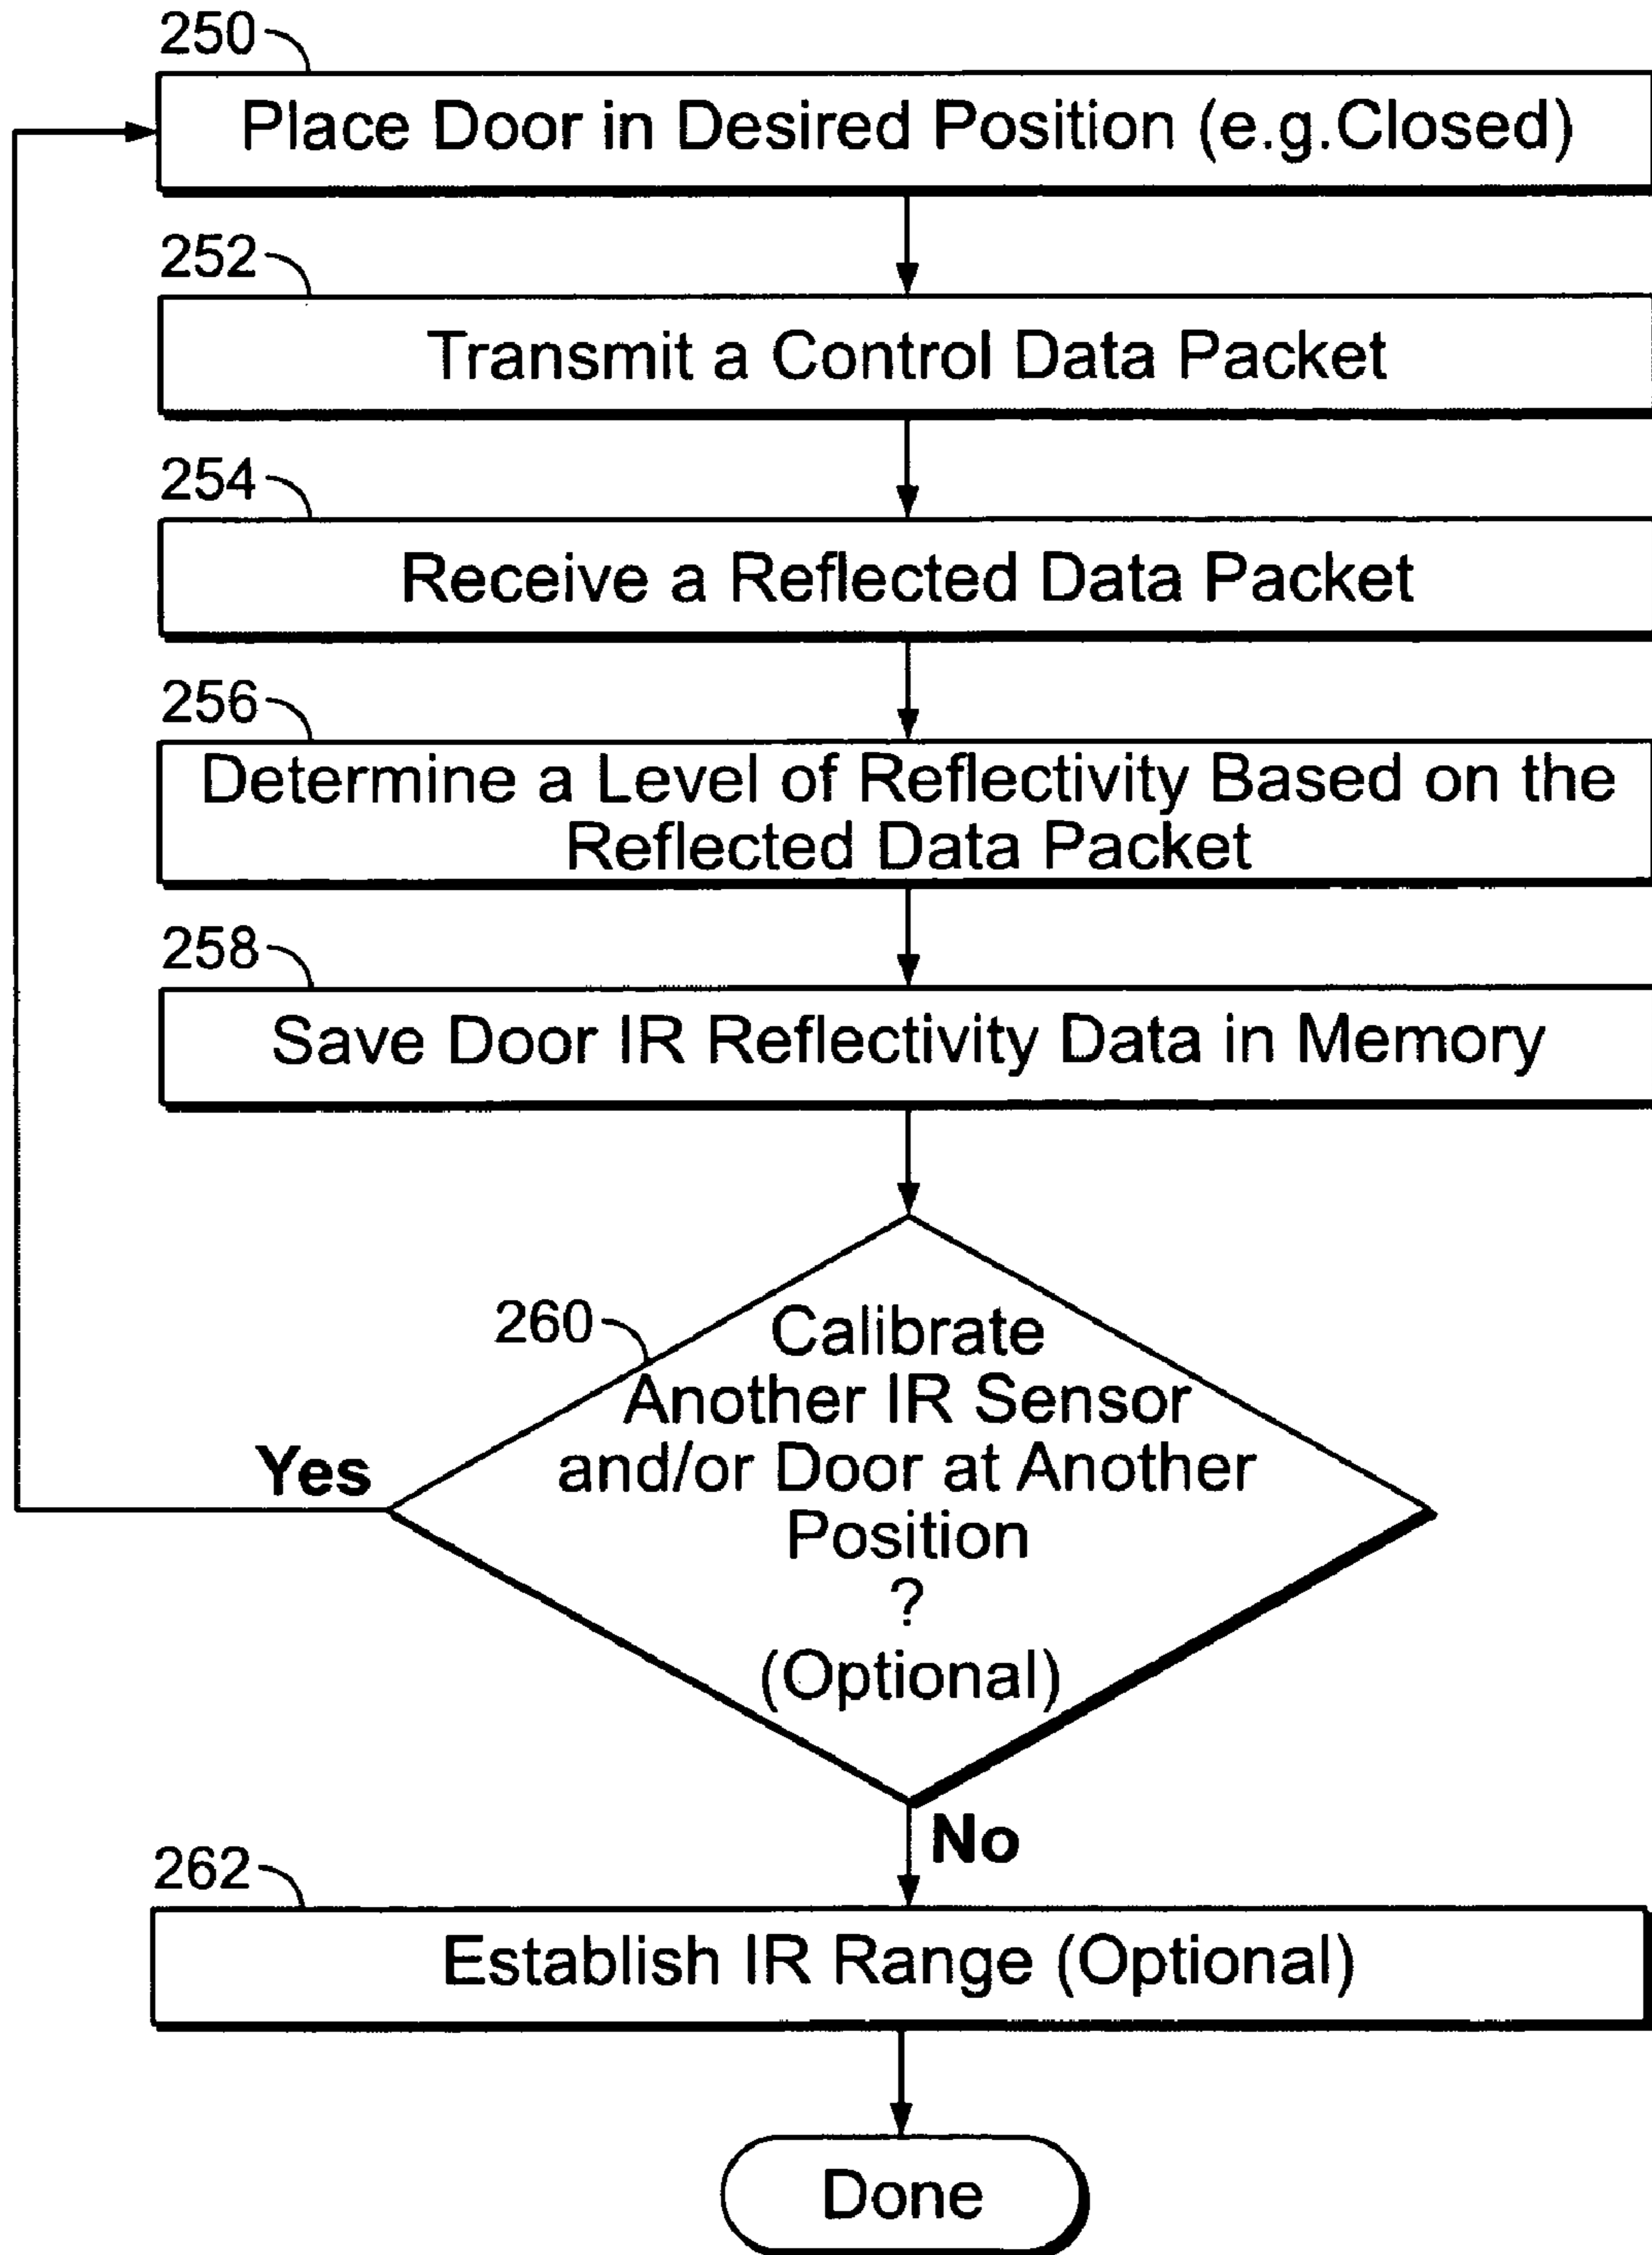 250
Place Door in Desired Position (e.g.Closed)
252
Transmit a Control Data Packet
254
Receive a Reflected Data Packet
256
Determine a Level of Reflectivity Based on the
Reflected Data Packet
258
Save Door IR Reflectivity Data in Memory
260
Calibrate
Another IR Sensor
and/or Door at Another
Position
?
(Optional)
Yes
No
262
Establish IR Range (Optional)
Done